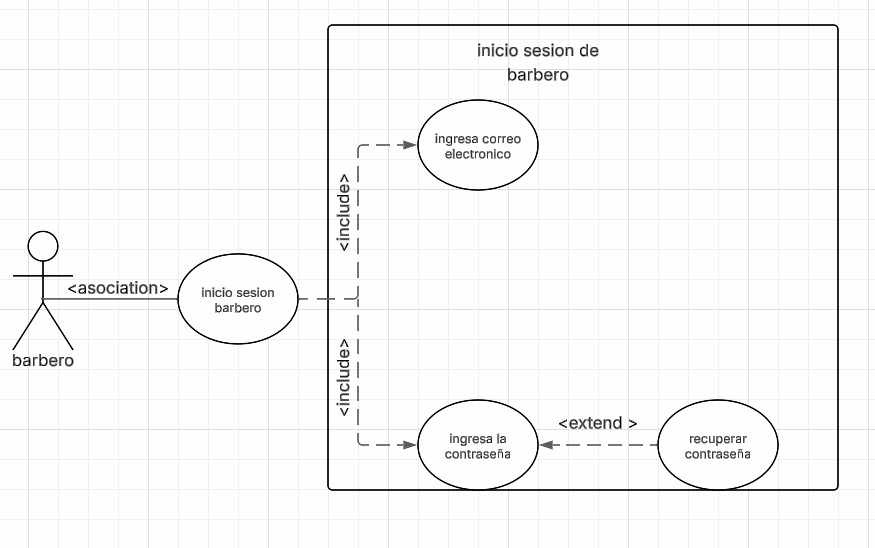 inicio sesion de
barbero
ingresa correo
electronico
<include>
<asociation>
inicio sesion
barbero
barbero
<include>
<extend >
ingresa la
contraseña
recuperar
contraseña